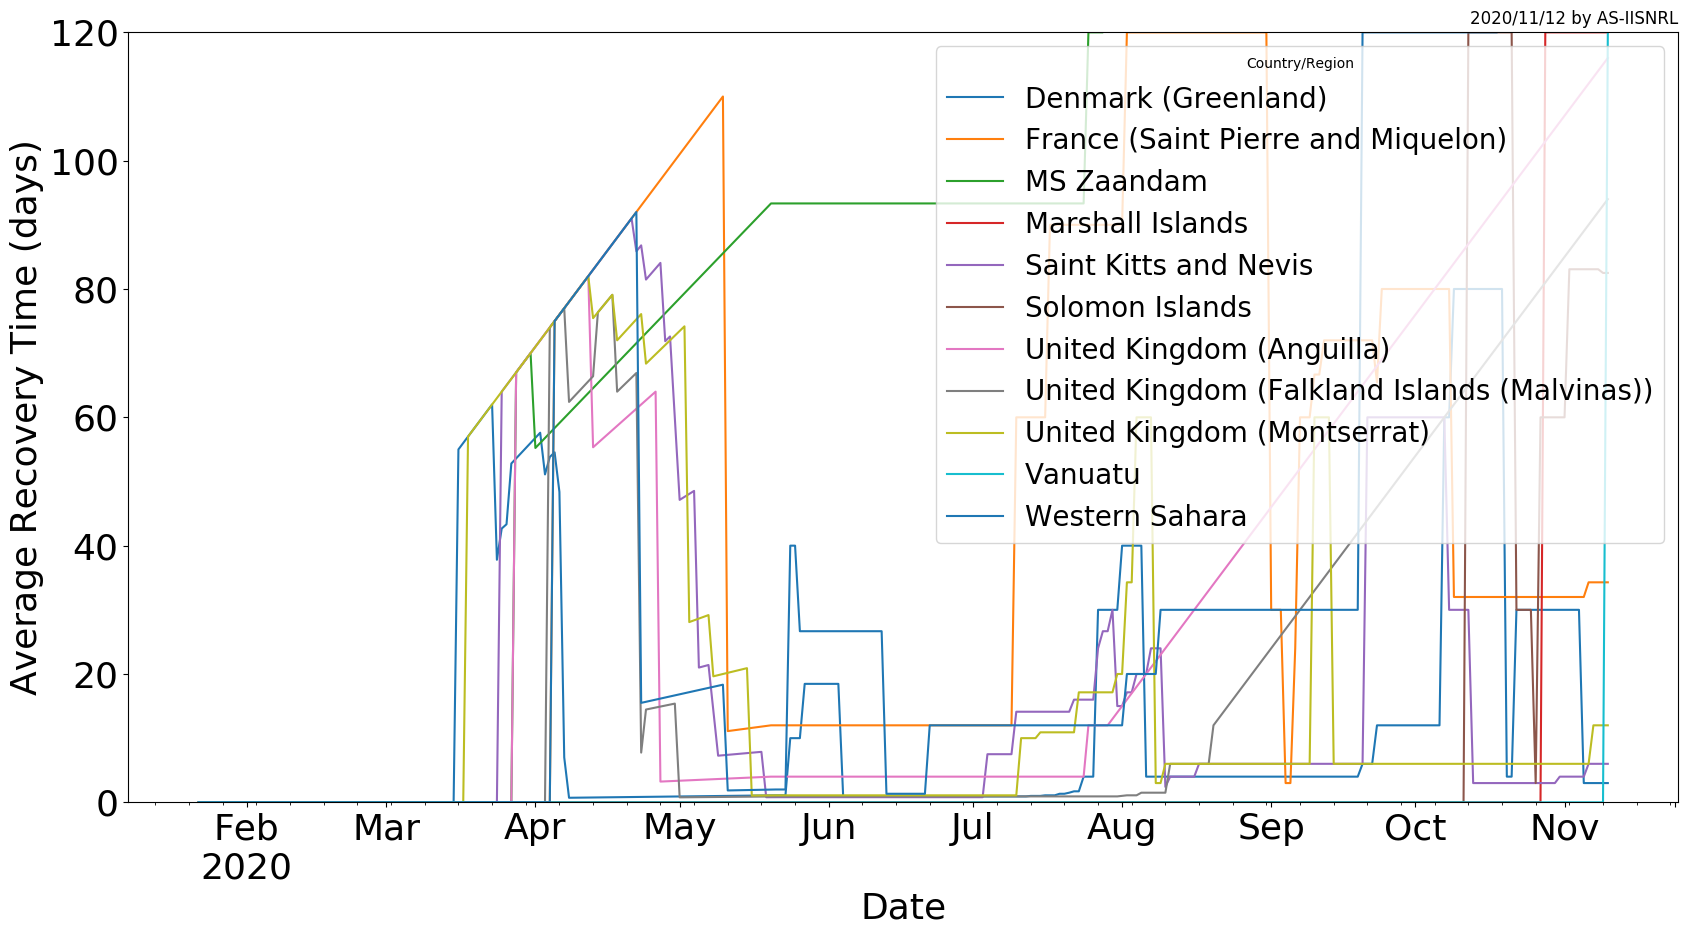 2020/11/12 by AS-IISNRL
Average Recovery Time (days)
120
100
80
60
40
20
0
Country/Region
Denmark (Greenland)
France (Saint Pierre and Miquelon)
MS Zaandam
Marshall Islands
Saint Kitts and Nevis
Solomon Islands
United Kingdom (Anguilla)
United Kingdom (Falkland Islands (Malvinas))
United Kingdom (Montserrat)
Vanuatu
Western Sahara
Feb Mar Apr May Jun Jul Aug Sep Oct Nov
2020
Date